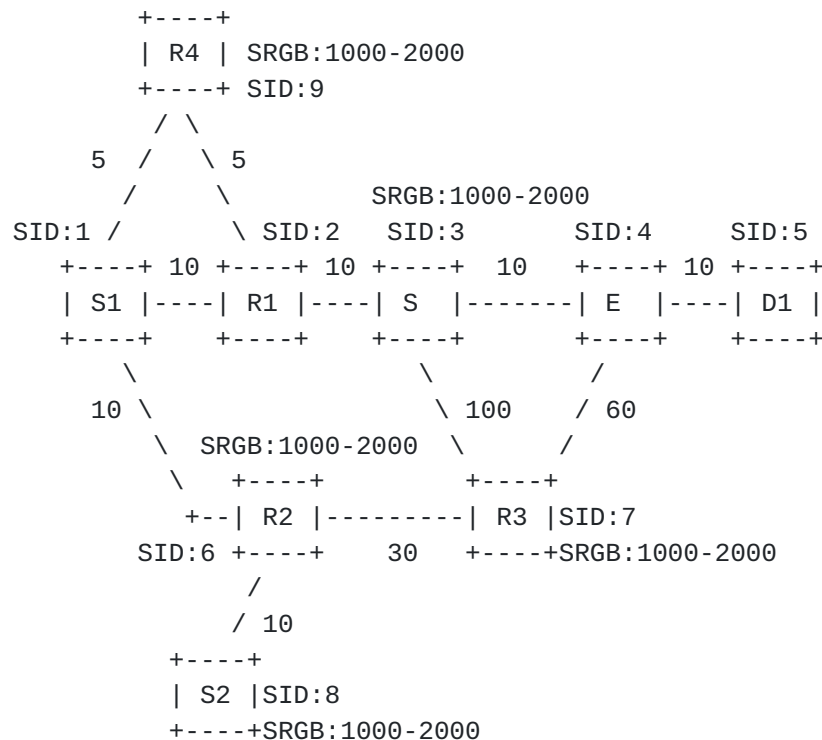 +----+
| R4 | SRGB:1000-2000
+----+ SID:9
/ \
5 / \ 5
/ \ SRGB:1000-2000
SID:1 / \ SID:2 SID:3 SID:4 SID:5
+----+ 10 +----+ 10 +----+ 10 +----+ 10 +----+
| S1 |----| R1 |----| S |-------| E |----| D1 |
+----+ +----+ +----+ +----+ +----+
\ \ /
10 \ \ 100 / 60
\ SRGB:1000-2000 \ /
\ +----+ +----+
+--| R2 |---------| R3 |SID:7
SID:6 +----+ 30 +----+SRGB:1000-2000
/
/ 10
+----+
| S2 |SID:8
+----+SRGB:1000-2000